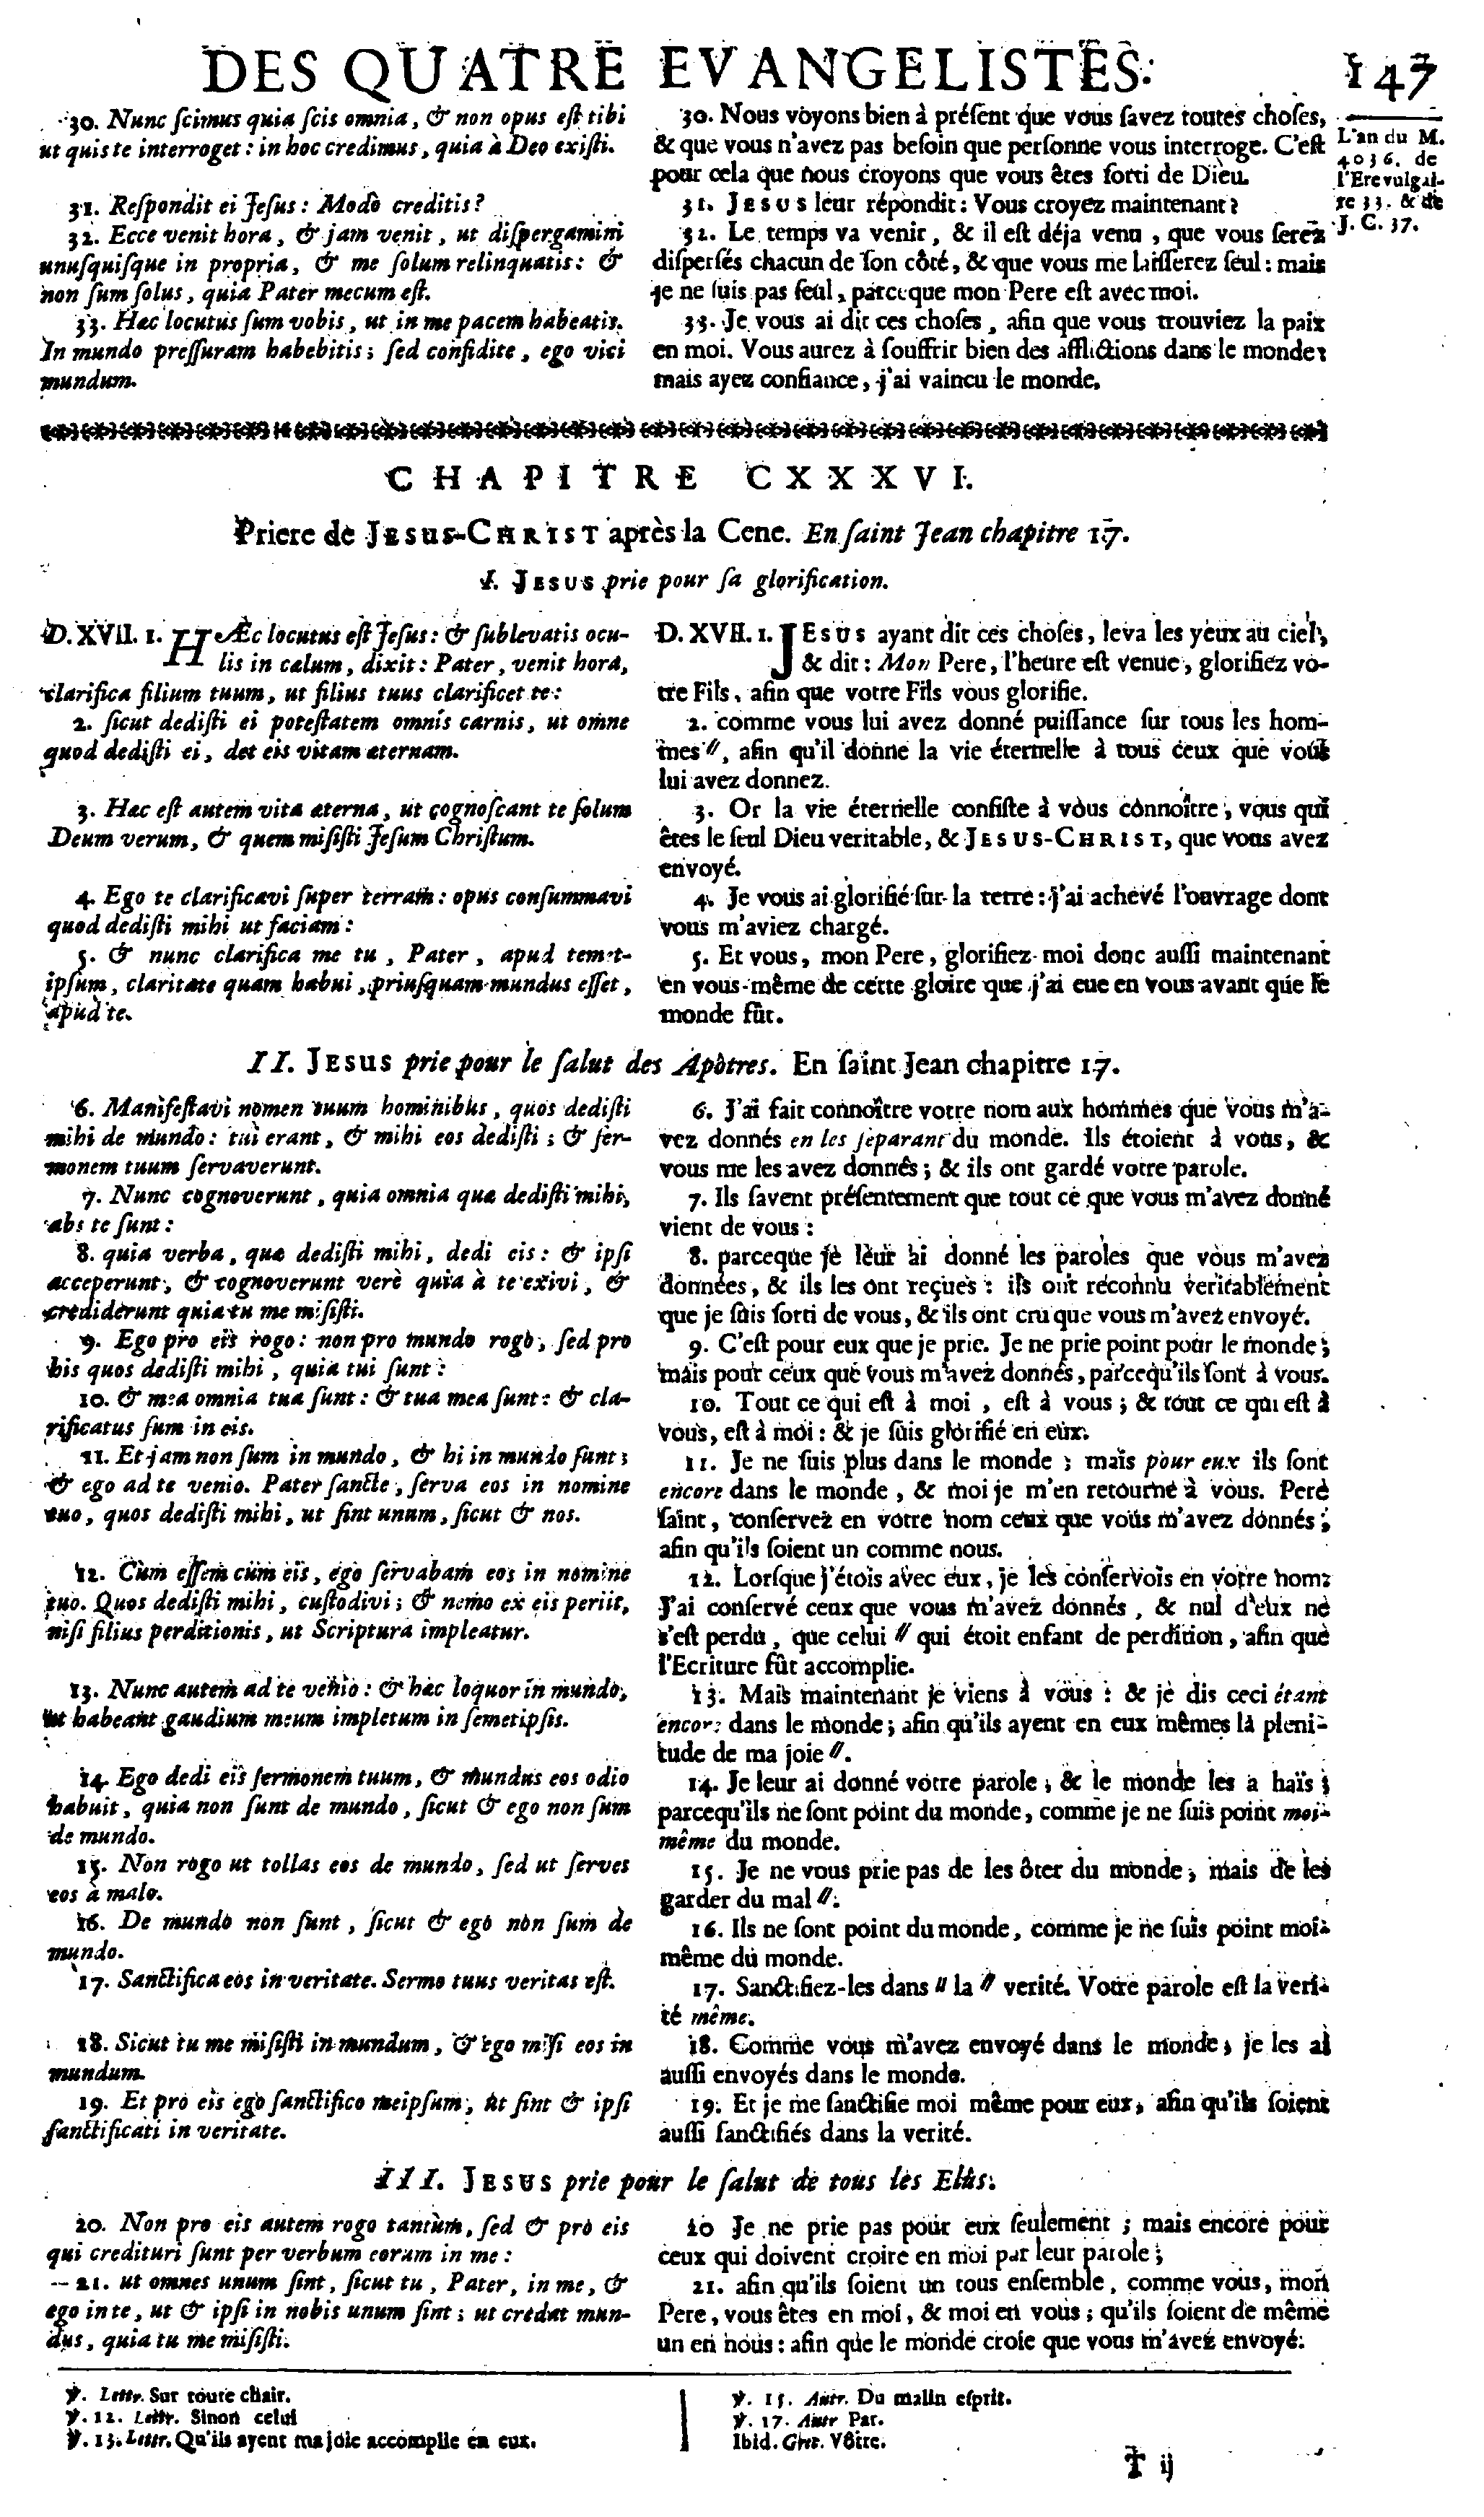 DES QUATRE EVANGELISTES. 147
L'an du M.
4036. de
l'Ere vulgai-
re 33. & de
J. C. 37.
30. Nunc ſcimus quia ſcis omnia, & non opus eſt tibi
ut quis te interroget : in hoc credimus, quia à Deo exiſti.
31. Reſpondit ei Jeſus : Modò creditis ?
32. Ecce venit hora, & jam venit, ut diſpergamini
unuſquiſque in propria, & me ſolum relinquatis : &
non ſum ſolus, quia Pater mecum eſt.
33. Hæc locutus ſum vobis, ut in me pacem habeatis.
In mundo preſſuram habebitis ; ſed confidite, ego vici
mundum.
30. Nous voyons bien à préſent que vous ſavez toutes choſes,
& que vous n'avez pas beſoin que perſonne vous interroge. C'eſt
pour cela que nous croyons que vous êtes ſorti de Dieu.
31. JESUS leur répondit : Vous croyez maintenant ?
32. Le temps va venir, & il eſt déja venu, que vous ſerez
diſperſés chacun de ſon côté, & que vous me laiſſerez ſeul : mais
je ne ſuis pas ſeul, parceque mon Pere eſt avec moi.
33. Je vous ai dit ces choſes, afin que vous trouviez la paix
en moi. Vous aurez à ſouffrir bien des afflictions dans le monde ;
mais ayez confiance, j'ai vaincu le monde.
CHAPITRE CXXXVI.
Priere de JESUS-CHRIST après la Cene. En ſaint Jean chapitre 17.
I. JESUS prie pour ſa glorification.
D. XVII. 1. HÆc locutus eſt Jeſus : & ſublevatis ocu-
lis in cælum, dixit : Pater, venit hora,
clarifica filium tuum, ut filius tuus clarificet te :
2. ſicut dediſti ei poteſtatem omnis carnis, ut omne
quod dediſti ei, det eis vitam æternam.
3. Hæc eſt autem vita æterna, ut cognoſcant te ſolum
Deum verum, & quem miſiſti Jeſum Chriſtum.
4. Ego te clarificavi ſuper terram : opus conſummavi
quod dediſti mihi ut faciam :
5. & nunc clarifica me tu, Pater, apud temet-
ipſum, claritate quam habui, priuſquam mundus eſſet,
apud te.
D. XVII. 1. JESUS ayant dit ces choſes, leva les yeux au ciel,
& dit : Mon Pere, l'heure eſt venue, glorifiez vo-
tre Fils, afin que votre Fils vous glorifie.
2. comme vous lui avez donné puiſſance ſur tous les hom-
mes ″, afin qu'il donne la vie éternelle à tous ceux que vous
lui avez donnez.
3. Or la vie éternelle conſiſte à vous connoître, vous qui
êtes le ſeul Dieu veritable, & JESUS-CHRIST, que vous avez
envoyé.
4. Je vous ai glorifié ſur la terre : j'ai achevé l'ouvrage dont
vous m'aviez chargé.
5. Et vous, mon Pere, glorifiez-moi donc auſſi maintenant
en vous-même de cette gloire que j'ai eue en vous avant que le
monde fût.
II. JESUS prie pour le ſalut des Apôtres. En ſaint Jean chapitre 17.
6. Manifeſtavi nomen tuum hominibus, quos dediſti
mihi de mundo : tui erant, & mihi eos dediſti ; & ſer-
monem tuum ſervaverunt.
7. Nunc cognoverunt, quia omnia quæ dediſti mihi,
abs te ſunt :
8. quia verba, quæ dediſti mihi, dedi eis : & ipſi
acceperunt, & cognoverunt verè quia à te exivi, &
crediderunt quia tu me miſiſti.
9. Ego pro eis rogo : non pro mundo rogo, ſed pro
his quos dediſti mihi, quia tui ſunt :
10. & mea omnia tua ſunt : & tua mea ſunt : & cla-
rificatus ſum in eis.
11. Et jam non ſum in mundo, & hi in mundo ſunt ;
& ego ad te venio. Pater ſancte, ſerva eos in nomine
tuo, quos dediſti mihi, ut ſint unum, ſicut & nos.
12. Cùm eſſem cum eis, ego ſervabam eos in nomine
tuo. Quos dediſti mihi, cuſtodivi ; & nemo ex eis periit,
niſi filius perditionis, ut Scriptura impleatur.
13. Nunc autem ad te venio : & hæc loquor in mundo,
ut habeant gaudium meum impletum in ſemetipſis.
14. Ego dedi eis ſermonem tuum, & mundus eos odio
habuit, quia non ſunt de mundo, ſicut & ego non ſum
de mundo.
15. Non rogo ut tollas eos de mundo, ſed ut ſerves
eos à malo.
16. De mundo non ſunt, ſicut & ego non ſum de
mundo.
17. Sanctifica eos in veritate. Sermo tuus veritas eſt.
18. Sicut tu me miſiſti in mundum, & ego miſi eos in
mundum.
19. Et pro eis ego ſanctifico meipſum, ut ſint & ipſi
ſanctificati in veritate.
6. J'ai fait connoître votre nom aux hommes que vous m'a-
vez donnés en les ſéparant du monde. Ils étoient à vous, &
vous me les avez donnés ; & ils ont gardé votre parole.
7. Ils ſavent préſentement que tout ce que vous m'avez donné
vient de vous :
8. parceque je leur ai donné les paroles que vous m'avez
données, & ils les ont reçues : ils ont reconnu veritablement
que je ſuis ſorti de vous, & ils ont cru que vous m'avez envoyé.
9. C'eſt pour eux que je prie. Je ne prie point pour le monde ;
mais pour ceux que vous m'avez donnés, parcequ'ils ſont à vous.
10. Tout ce qui eſt à moi, eſt à vous ; & tout ce qui eſt à
vous, eſt à moi : & je ſuis glorifié en eux.
11. Je ne ſuis plus dans le monde ; mais pour eux ils ſont
encore dans le monde, & moi je m'en retourne à vous. Pere
ſaint, conſervez en votre nom ceux que vous m'avez donnés ;
afin qu'ils ſoient un comme nous.
12. Lorſque j'étois avec eux, je les conſervois en votre nom :
J'ai conſervé ceux que vous m'avez donnés, & nul d'eux ne
s'eſt perdu, que celui ″ qui étoit enfant de perdition, afin que
l'Ecriture fût accomplie.
13. Mais maintenant je viens à vous : & je dis ceci étant
encore dans le monde ; afin qu'ils ayent en eux mêmes la pleni-
tude de ma joie ″.
14. Je leur ai donné votre parole, & le monde les a haïs ;
parcequ'ils ne ſont point du monde, comme je ne ſuis point moi-
même du monde.
15. Je ne vous prie pas de les ôter du monde, mais de les
garder du mal ″.
16. Ils ne ſont point du monde, comme je ne ſuis point moi-
même du monde.
17. Sanctifiez-les dans ″ la ″ verité. Votre parole eſt la veri-
té même.
18. Comme vous m'avez envoyé dans le monde, je les ai
auſſi envoyés dans le monde.
19. Et je me ſanctifie moi même pour eux, afin qu'ils ſoient
auſſi ſanctifiés dans la verité.
III. JESUS prie pour le ſalut de tous les Elûs.
20. Non pro eis autem rogo tantùm, ſed & pro eis
qui credituri ſunt per verbum eorum in me :
21. ut omnes unum ſint, ſicut tu, Pater, in me, &
ego in te, ut & ipſi in nobis unum ſint ; ut credat mun-
dus, quia tu me miſiſti.
20 Je ne prie pas pour eux ſeulement ; mais encore pour
ceux qui doivent croire en moi par leur parole ;
21. afin qu'ils ſoient un tous enſemble, comme vous, mon
Pere, vous êtes en moi, & moi en vous ; qu'ils ſoient de même
un en nous : afin que le monde croie que vous m'avez envoyé.
℣. Lettr. Sur toute chair.
℣. 12. Lettr. Sinon celui
℣. 13. Lettr. Qu'ils ayent ma joie accomplie en eux.
℣. 15. Autr. Du malin eſprit.
℣. 17. Autr Par.
Ibid. Grec. Vôtre.
T ij